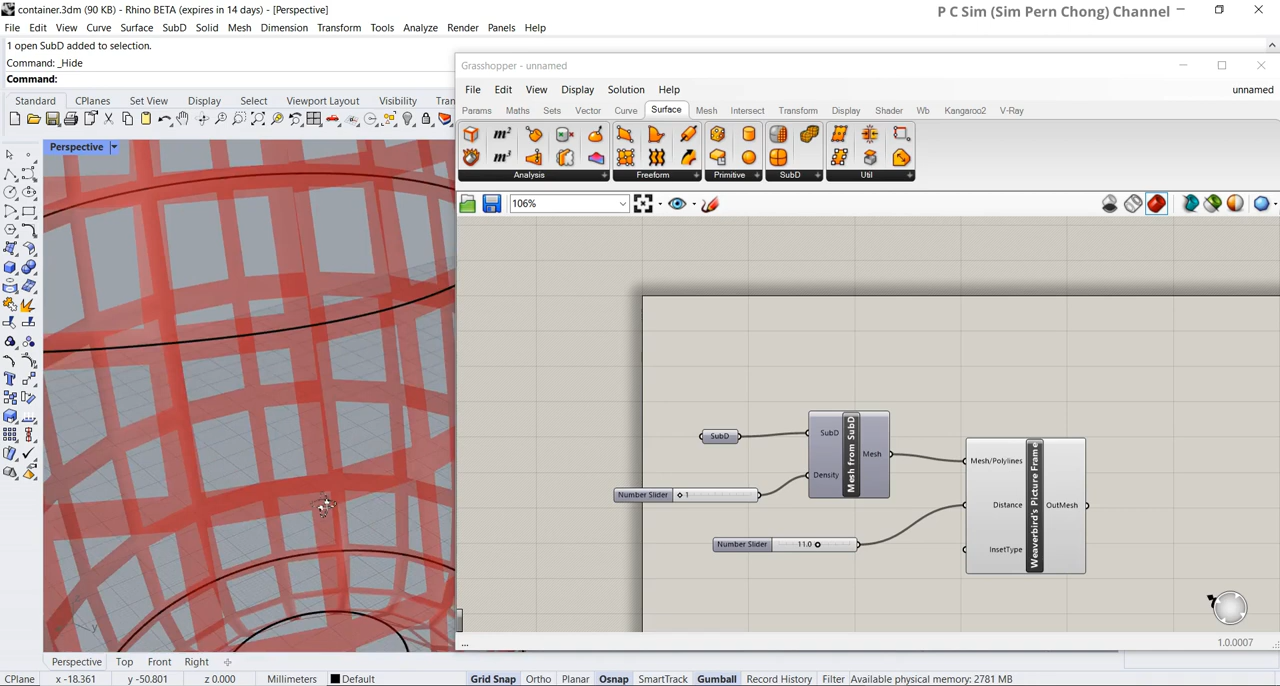 container.3dm (90 KB) - Rhino BETA (expires in 14 days) - [Perspective]
P C Sim (Sim Pern Chong) Channel
File Edit View Curve Surface SubD Solid Mesh Dimension Transform Tools Analyze Render Panels Help
1 open SubD added to selection.
Command: _Hide
Command:
Standard CPlanes Set View Display Select Viewport Layout Visibility Tran
Perspective
Grasshopper - unnamed
File Edit View Display Solution Help
unnamed
Params Maths Sets Vector Curve Surface Mesh Intersect Transform Display Shader Wb Kangaroo2 V-Ray
Analysis Freeform Primitive SubD Util
106%
SubD
SubD
Density
Mesh from SubD
Mesh
Number Slider 1
Number Slider 11.0
Mesh/Polylines
Distance
InsetType
Weaverbird's Picture Frame
OutMesh
...
1.0.0007
Perspective Top Front Right
CPlane x -18.361 y -50.801 z 0.000 Millimeters Default Grid Snap Ortho Planar Osnap SmartTrack Gumball Record History Filter Available physical memory: 2781 MB